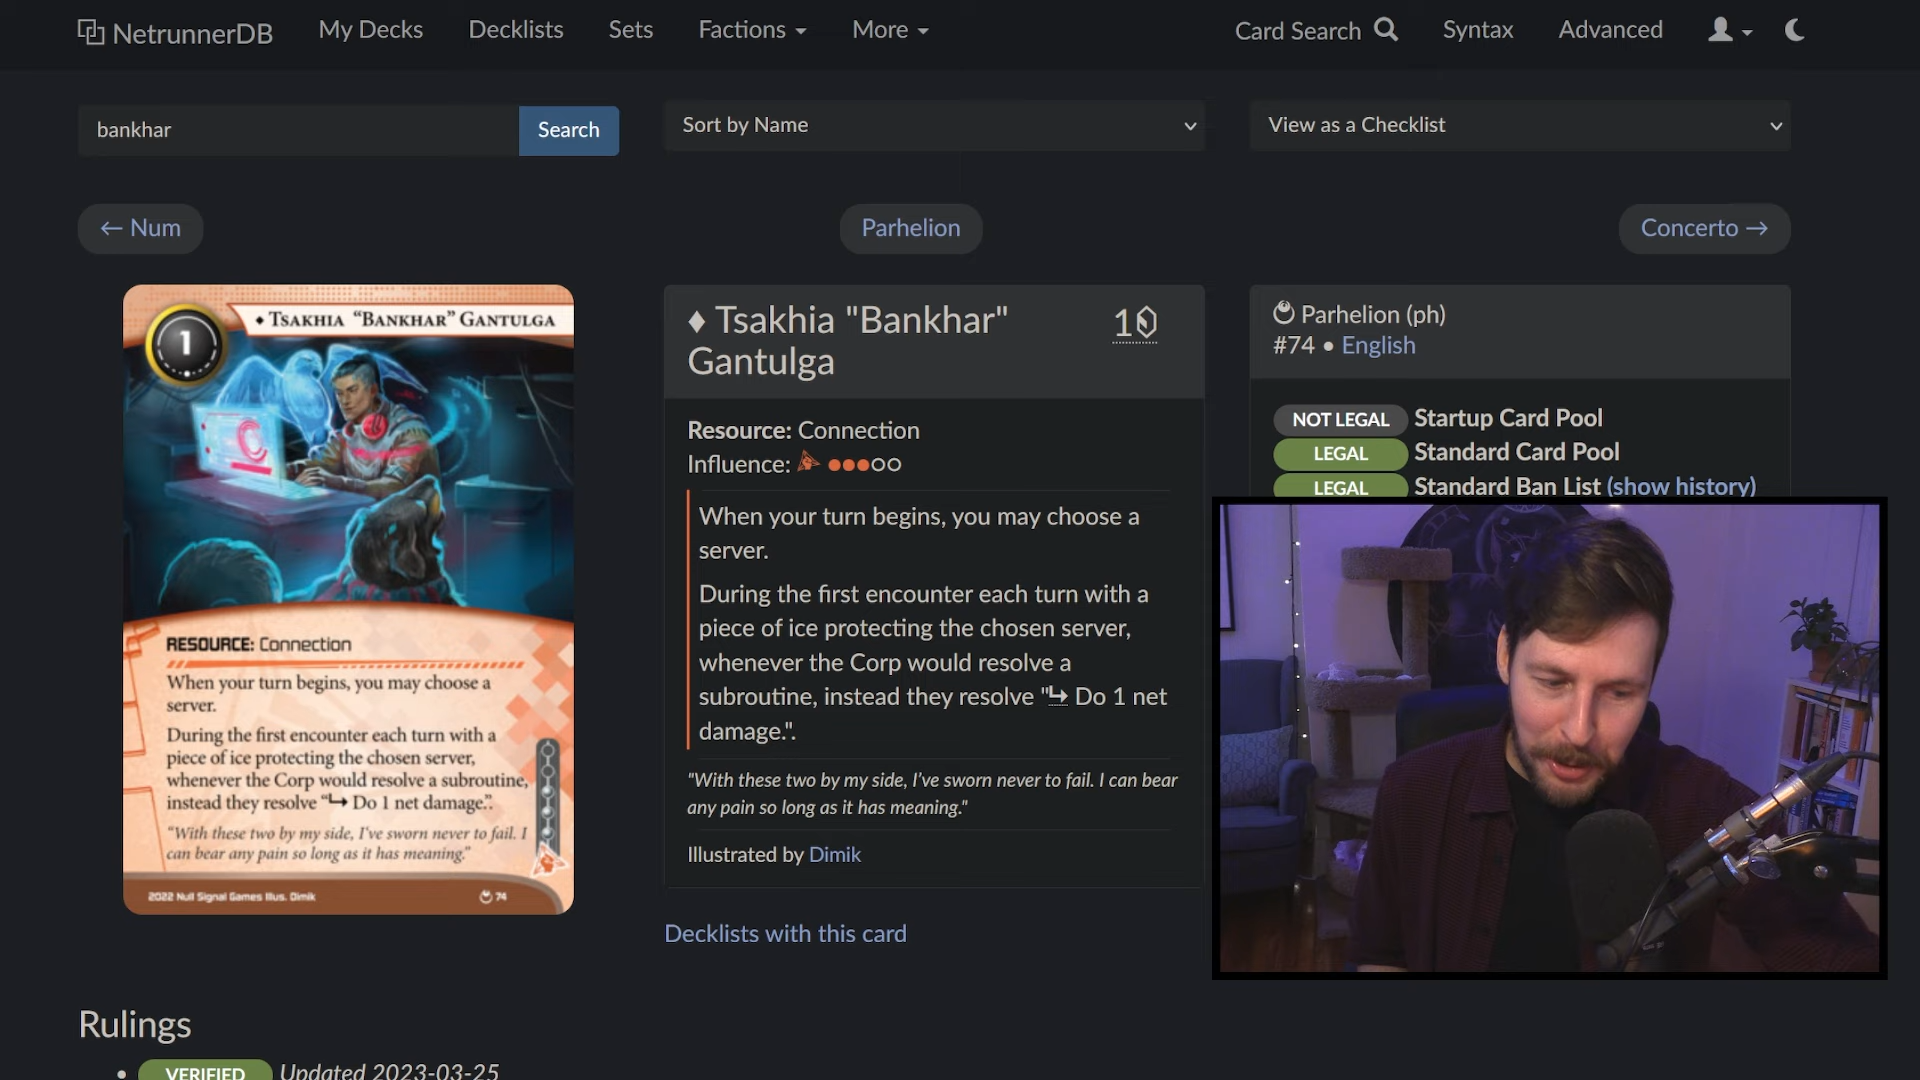 NetrunnerDB My Decks Decklists Sets Factions More Card Search Syntax Advanced
bankhar Search Sort by Name View as a Checklist
← Num Parhelion Concerto →
1 ♦ TSAKHIA "BANKHAR" GANTULGA
RESOURCE: Connection
When your turn begins, you may choose a
server.
During the first encounter each turn with a
piece of ice protecting the chosen server,
whenever the Corp would resolve a subroutine,
instead they resolve "↳ Do 1 net damage.".
"With these two by my side, I've sworn never to fail. I
can bear any pain so long as it has meaning."
2022 Null Signal Games Illus. Dimik 74
♦ Tsakhia "Bankhar" 1
Gantulga
Resource: Connection
Influence:
When your turn begins, you may choose a
server.
During the first encounter each turn with a
piece of ice protecting the chosen server,
whenever the Corp would resolve a
subroutine, instead they resolve "↳ Do 1 net
damage.".
"With these two by my side, I've sworn never to fail. I can bear
any pain so long as it has meaning."
Illustrated by Dimik
Decklists with this card
Parhelion (ph)
#74 • English
NOT LEGAL Startup Card Pool
LEGAL Standard Card Pool
LEGAL Standard Ban List (show history)
Rulings
• VERIFIED Updated 2023-03-25